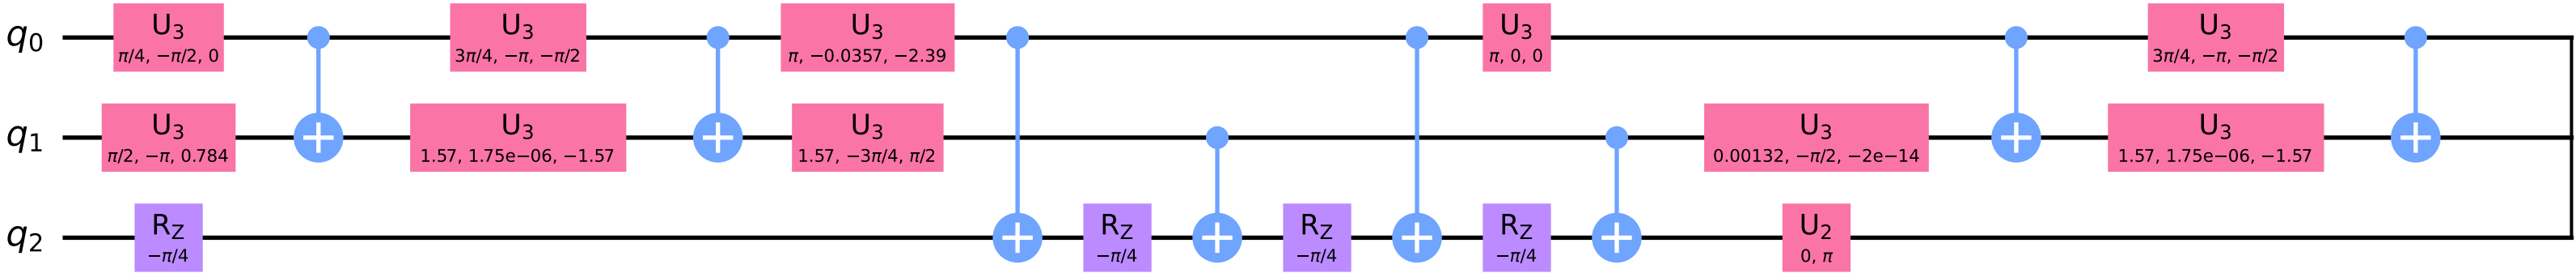 q0 U3 π/4, −π/2, 0 U3 3π/4, −π, −π/2 U3 π, −0.0357, −2.39 U3 π, 0, 0 U3 3π/4, −π, −π/2
q1 U3 π/2, −π, 0.784 U3 1.57, 1.75e−06, −1.57 U3 1.57, −3π/4, π/2 U3 0.00132, −π/2, −2e−14 U3 1.57, 1.75e−06, −1.57
q2 RZ −π/4 RZ −π/4 RZ −π/4 RZ −π/4 U2 0, π